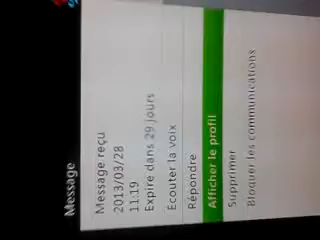 Message
Message reçu
2013/03/28
11:19
Expire dans 29 jours
Ecouter la voix
Répondre
Afficher le profil
Supprimer
Bloquer les communications